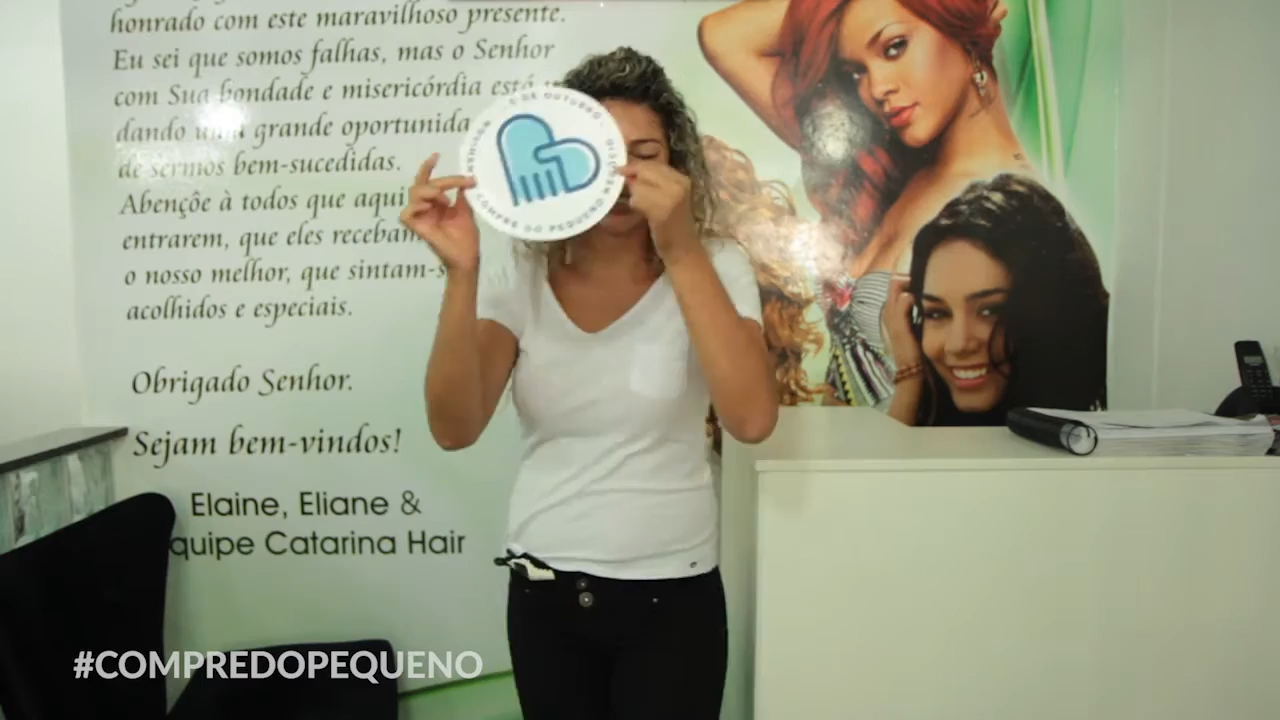 honrado com este maravilhoso presente.
Eu sei que somos falhas, mas o Senhor
com Sua bondade e misericórdia está
dando uma grande oportunida
de sermos bem-sucedidas.
Abençõe à todos que aqui
entrarem, que eles recebam
o nosso melhor, que sintam-s
acolhidos e especiais.
Obrigado Senhor.
Sejam bem-vindos!
Elaine, Eliane &
quipe Catarina Hair
5 DE OUTUBRO
COMPRE DO PEQUENO
#COMPREDOPEQUENO